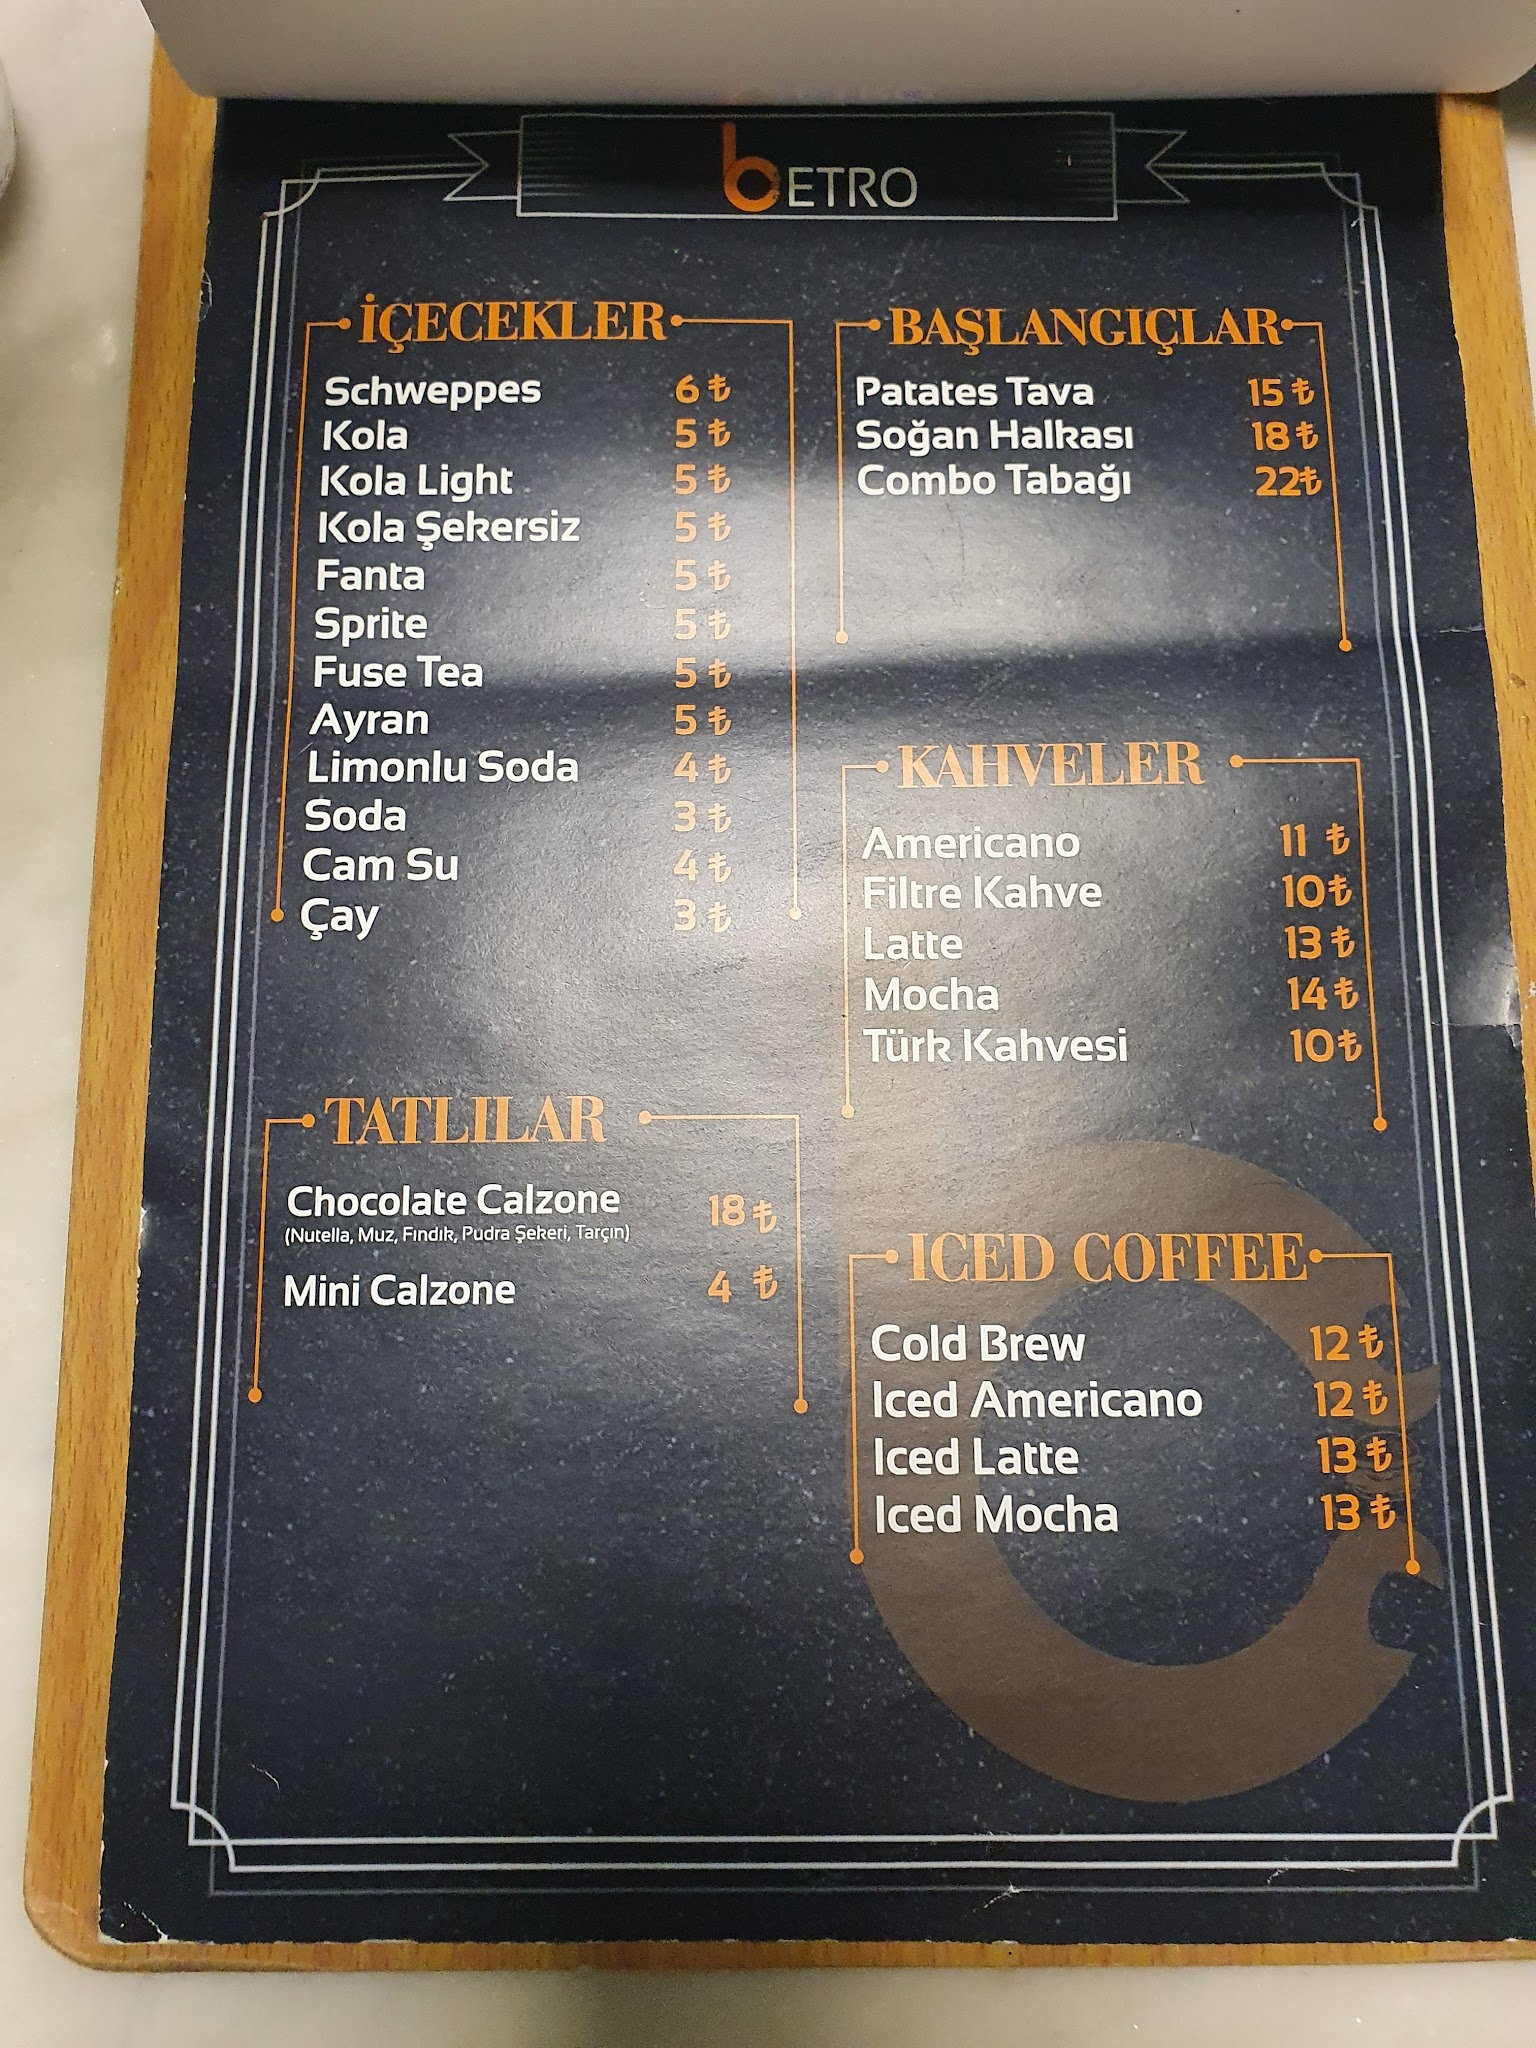 bETRO
İÇECEKLER
Schweppes 6 ₺
Kola 5 ₺
Kola Light 5 ₺
Kola Şekersiz 5 ₺
Fanta 5 ₺
Sprite 5 ₺
Fuse Tea 5 ₺
Ayran 5 ₺
Limonlu Soda 4 ₺
Soda 3 ₺
Cam Su 4 ₺
Çay 3 ₺
TATLILAR
Chocolate Calzone 18 ₺
(Nutella, Muz, Fındık, Pudra Şekeri, Tarçın)
Mini Calzone 4 ₺
BAŞLANGIÇLAR
Patates Tava 15 ₺
Soğan Halkası 18 ₺
Combo Tabağı 22₺
KAHVELER
Americano 11 ₺
Filtre Kahve 10₺
Latte 13 ₺
Mocha 14 ₺
Türk Kahvesi 10₺
ICED COFFEE
Cold Brew 12 ₺
Iced Americano 12 ₺
Iced Latte 13 ₺
Iced Mocha 13 ₺